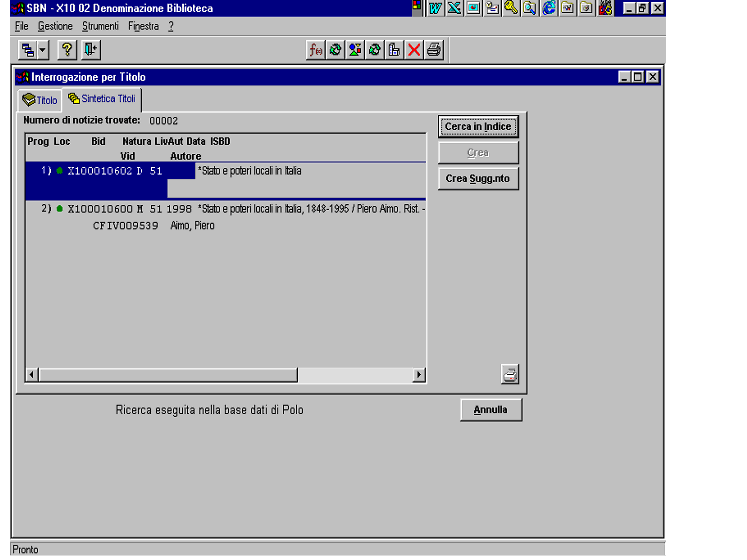 SBN - X10 02 Denominazione Biblioteca
File Gestione Strumenti Finestra ?
Interrogazione per Titolo
Titolo Sintetica Titoli
Numero di notizie trovate: 00002
Cerca in Indice
Prog Loc Bid Natura LivAut Data ISBD
Vid Autore
Crea
1) X100010602 D 51 *Stato e poteri locali in Italia
Crea Sugg.nto
2) X100010600 M 51 1998 *Stato e poteri locali in Italia, 1848-1995 / Piero Aimo. Rist. -
CFIV009539 Aimo, Piero
Ricerca eseguita nella base dati di Polo
Annulla
Pronto